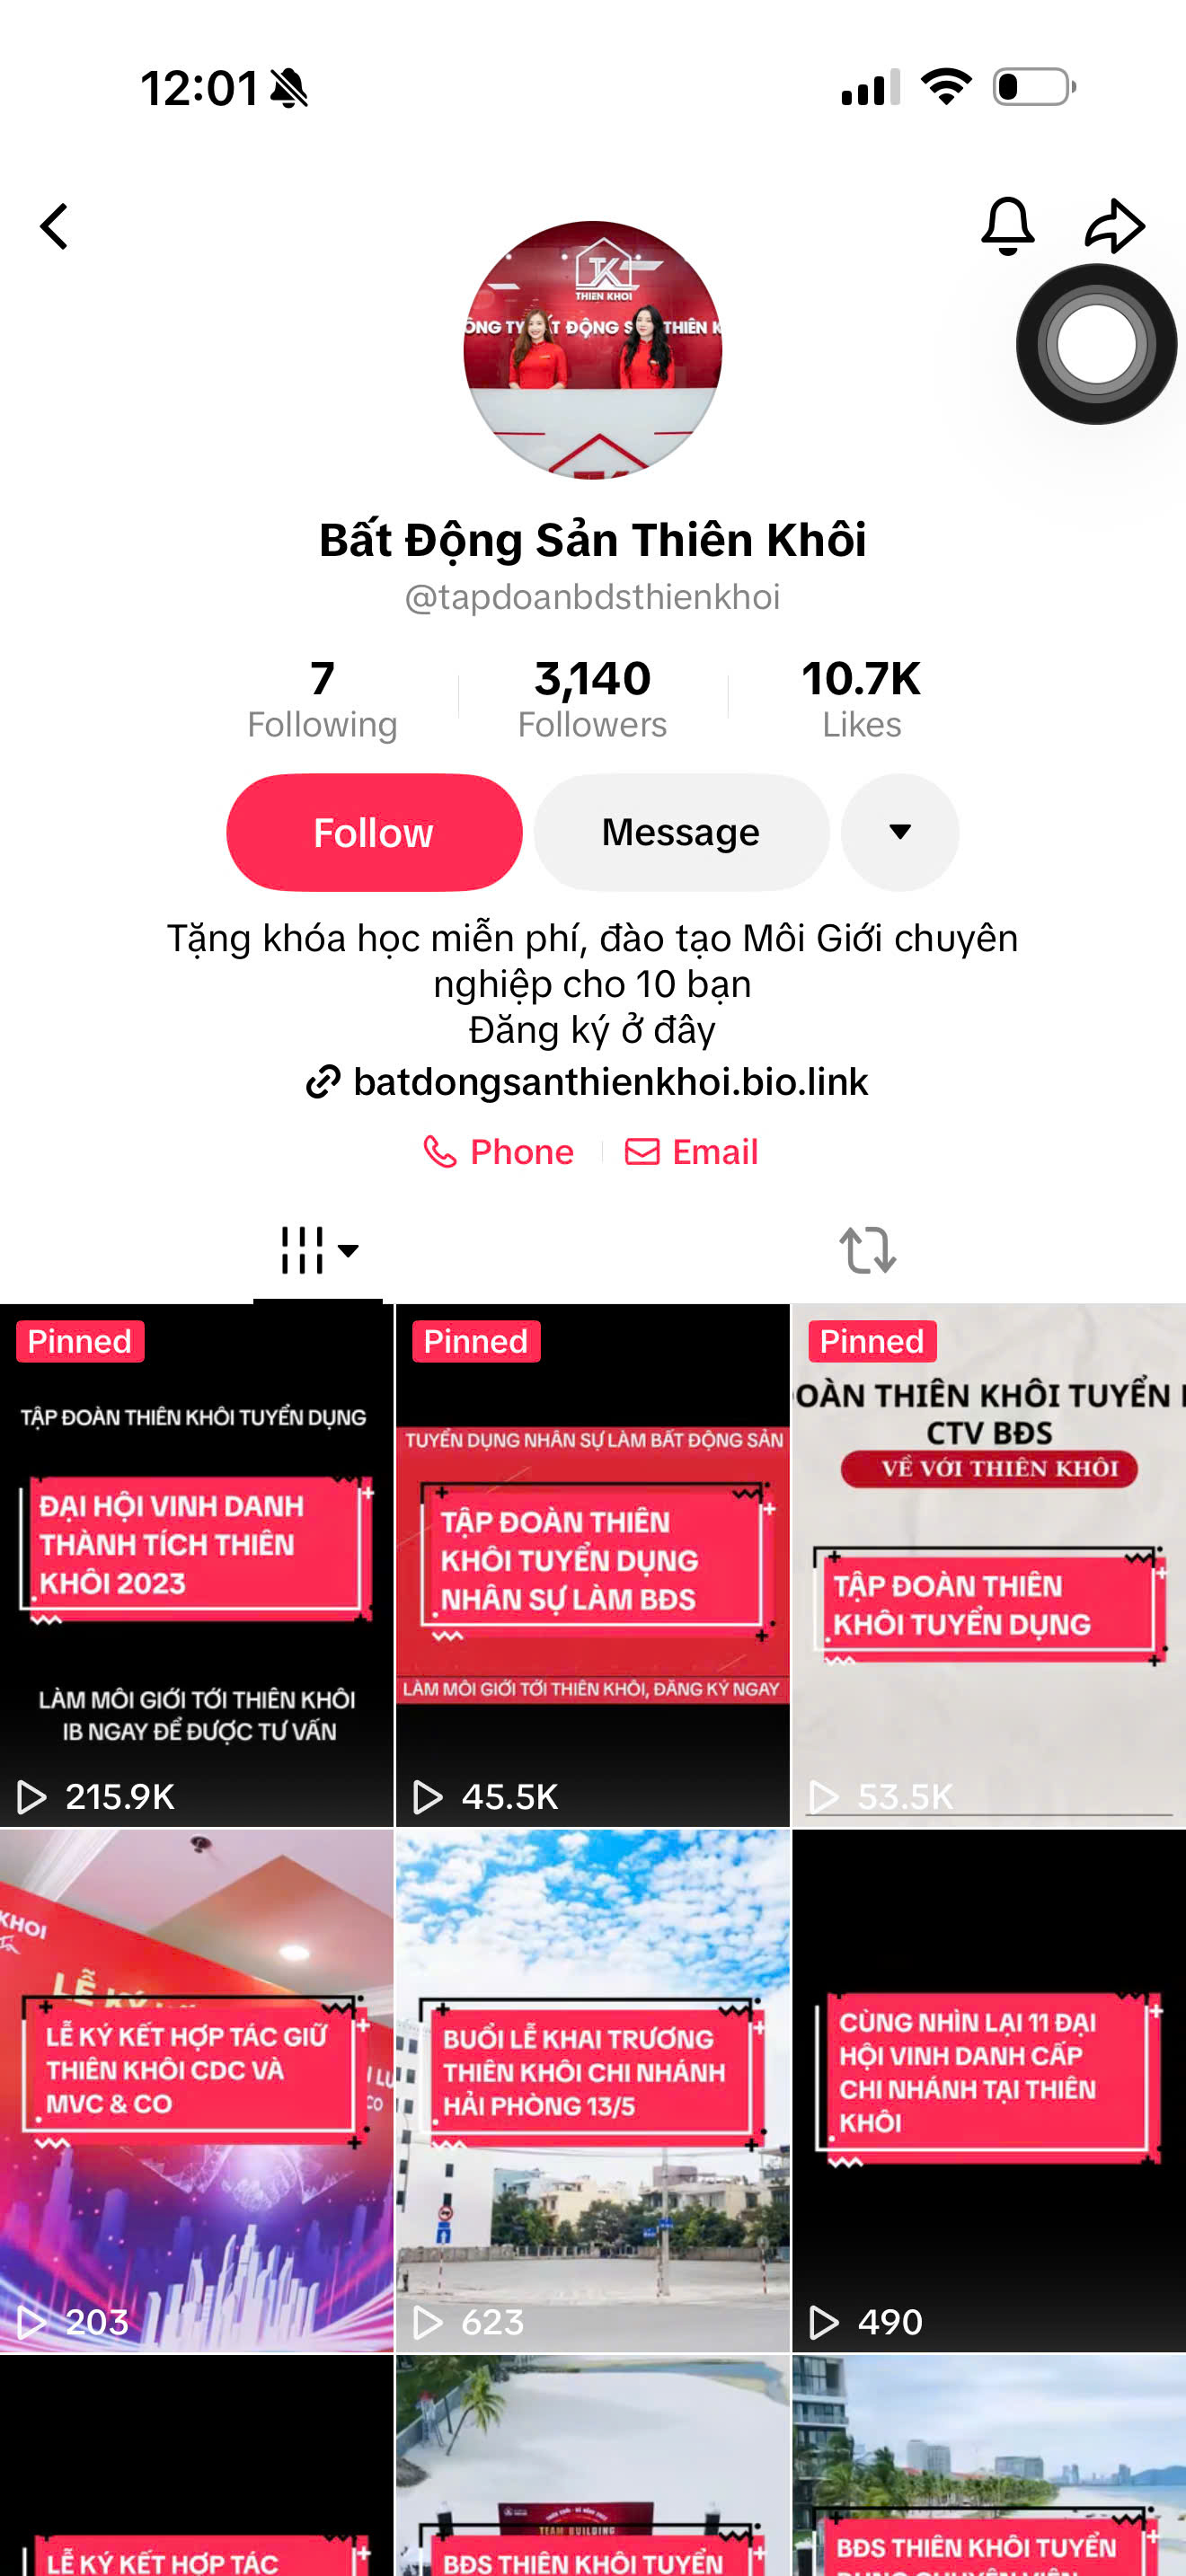 12:01
THIEN KHOI
Bất Động Sản Thiên Khôi
@tapdoanbdsthienkhoi
7
Following
3,140
Followers
10.7K
Likes
Follow
Message
Tặng khóa học miễn phí, đào tạo Môi Giới chuyên
nghiệp cho 10 bạn
Đăng ký ở đây
batdongsanthienkhoi.bio.link
Phone
Email
Pinned
TẬP ĐOÀN THIÊN KHÔI TUYỂN DỤNG
ĐẠI HỘI VINH DANH
THÀNH TÍCH THIÊN
KHÔI 2023
LÀM MÔI GIỚI TỚI THIÊN KHÔI
IB NGAY ĐỂ ĐƯỢC TƯ VẤN
215.9K
Pinned
TUYỂN DỤNG NHÂN SỰ LÀM BẤT ĐỘNG SẢN
TẬP ĐOÀN THIÊN
KHÔI TUYỂN DỤNG
NHÂN SỰ LÀM BĐS
LÀM MÔI GIỚI TỚI THIÊN KHÔI, ĐĂNG KÝ NGAY
45.5K
Pinned
OÀN THIÊN KHÔI TUYỂN
CTV BĐS
VỀ VỚI THIÊN KHÔI
TẬP ĐOÀN THIÊN
KHÔI TUYỂN DỤNG
53.5K
KHOI
LỄ KÝ
LỄ KÝ KẾT HỢP TÁC GIỮ
THIÊN KHÔI CDC VÀ
MVC & CO
203
BUỔI LỄ KHAI TRƯƠNG
THIÊN KHÔI CHI NHÁNH
HẢI PHÒNG 13/5
623
CÙNG NHÌN LẠI 11 ĐẠI
HỘI VINH DANH CẤP
CHI NHÁNH TẠI THIÊN
KHÔI
490
LỄ KÝ KẾT HỢP TÁC
TEAM BUILDING
BĐS THIÊN KHÔI TUYỂN
BĐS THIÊN KHÔI TUYỂN